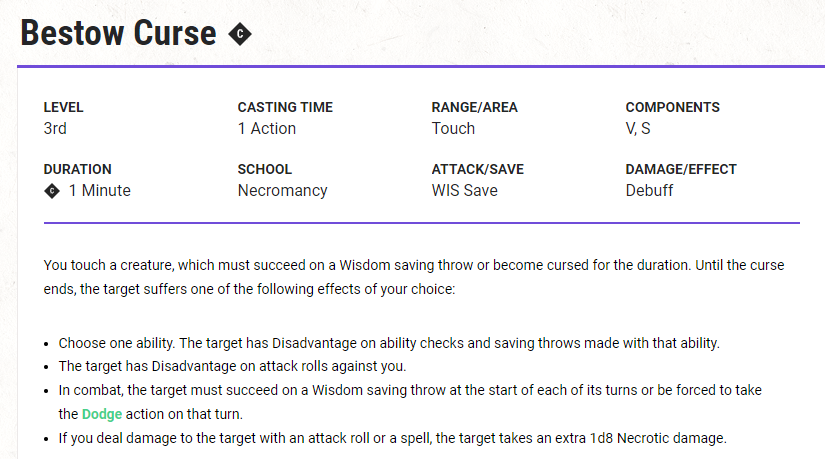 Bestow Curse C
LEVEL CASTING TIME RANGE/AREA COMPONENTS
3rd 1 Action Touch V, S
DURATION SCHOOL ATTACK/SAVE DAMAGE/EFFECT
C 1 Minute Necromancy WIS Save Debuff
You touch a creature, which must succeed on a Wisdom saving throw or become cursed for the duration. Until the curse
ends, the target suffers one of the following effects of your choice:
• Choose one ability. The target has Disadvantage on ability checks and saving throws made with that ability.
• The target has Disadvantage on attack rolls against you.
• In combat, the target must succeed on a Wisdom saving throw at the start of each of its turns or be forced to take
the Dodge action on that turn.
• If you deal damage to the target with an attack roll or a spell, the target takes an extra 1d8 Necrotic damage.